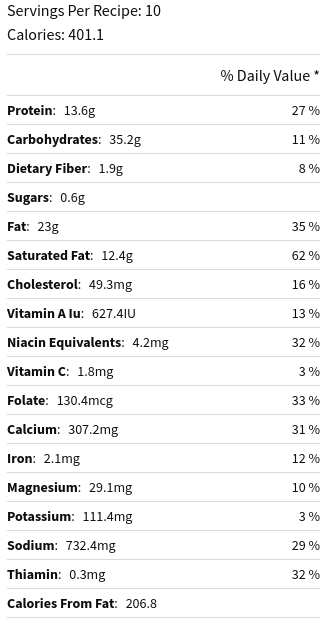 Servings Per Recipe: 10
Calories: 401.1
% Daily Value *
Protein: 13.6g 27 %
Carbohydrates: 35.2g 11 %
Dietary Fiber: 1.9g 8 %
Sugars: 0.6g
Fat: 23g 35 %
Saturated Fat: 12.4g 62 %
Cholesterol: 49.3mg 16 %
Vitamin A Iu: 627.4IU 13 %
Niacin Equivalents: 4.2mg 32 %
Vitamin C: 1.8mg 3 %
Folate: 130.4mcg 33 %
Calcium: 307.2mg 31 %
Iron: 2.1mg 12 %
Magnesium: 29.1mg 10 %
Potassium: 111.4mg 3 %
Sodium: 732.4mg 29 %
Thiamin: 0.3mg 32 %
Calories From Fat: 206.8